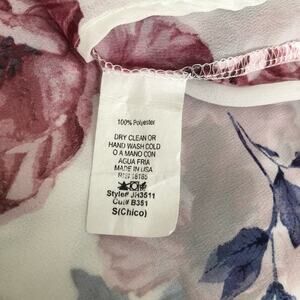 100% Polyester
DRY CLEAN OR
HAND WASH COLD
O A MANO CON
AGUA FRIA
MADE IN USA
Style# JH3511
Cut# B351
S(Chico)